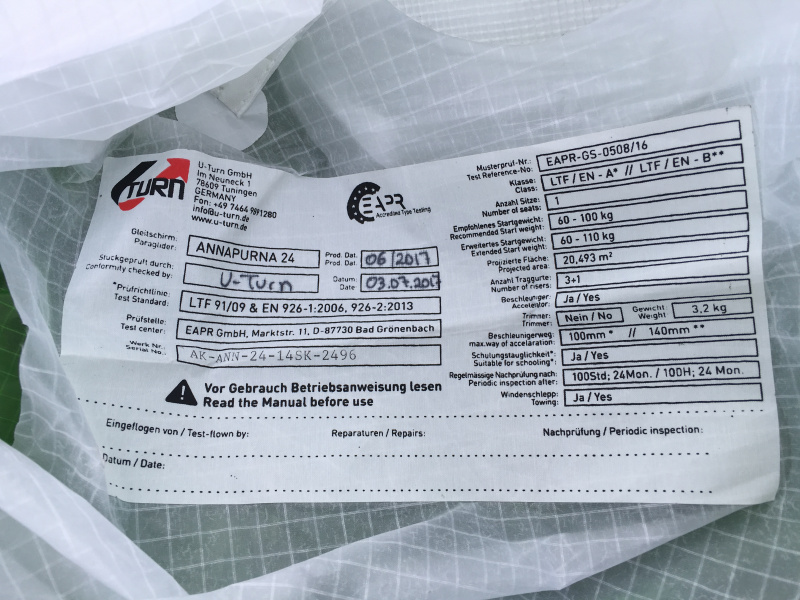 U-TURN
U-Turn GmbH
Im Neuneck 1
78609 Tuningen
GERMANY
Fon: +49 7464 9891280
info@u-turn.de
www.u-turn.de
EAPR
Accredited Type Testing
Gleitschirm:
Paraglider:
ANNAPURNA 24
Prod. Dat.
Prod. Dat.
06/2017
Stückgeprüft durch:
Conformity checked by:
U-Turn
Datum:
Date:
03.07.2017
*Prüfrichtlinie:
Test Standard:
LTF 91/09 & EN 926-1:2006, 926-2:2013
Prüfstelle:
Test center:
EAPR GmbH, Marktstr. 11, D-87730 Bad Grönenbach
Werk Nr.:
Serial No.:
AK-ANN-24-14SK-2496
Vor Gebrauch Betriebsanweisung lesen
Read the Manual before use
Musterprüf-Nr.:
Test Reference-No:
EAPR-GS-0508/16
Klasse:
Class:
LTF/EN - A* // LTF/EN - B**
Anzahl Sitze:
Number of seats:
1
Empfohlenes Startgewicht:
Recommended Start weight:
60 - 100 kg
Erweitertes Startgewicht:
Extended Start weight:
60 - 110 kg
Projizierte Fläche:
Projected area:
20,493 m²
Anzahl Traggurte:
Number of risers:
3+1
Beschleuniger:
Accelerator:
Ja / Yes
Trimmer:
Trimmer:
Nein / No
Gewicht:
Weight
3,2 kg
Beschleunigerweg:
max.way of accelaration:
100mm * // 140mm **
Schulungstauglichkeit*:
Suitable for schooling*:
Ja / Yes
Regelmässige Nachprüfung nach:
Periodic inspection after:
100Std; 24Mon. / 100H; 24 Mon.
Windenschlepp:
Towing:
Ja / Yes
Eingeflogen von / Test-flown by:
Reparaturen / Repairs:
Nachprüfung / Periodic inspection:
Datum / Date: